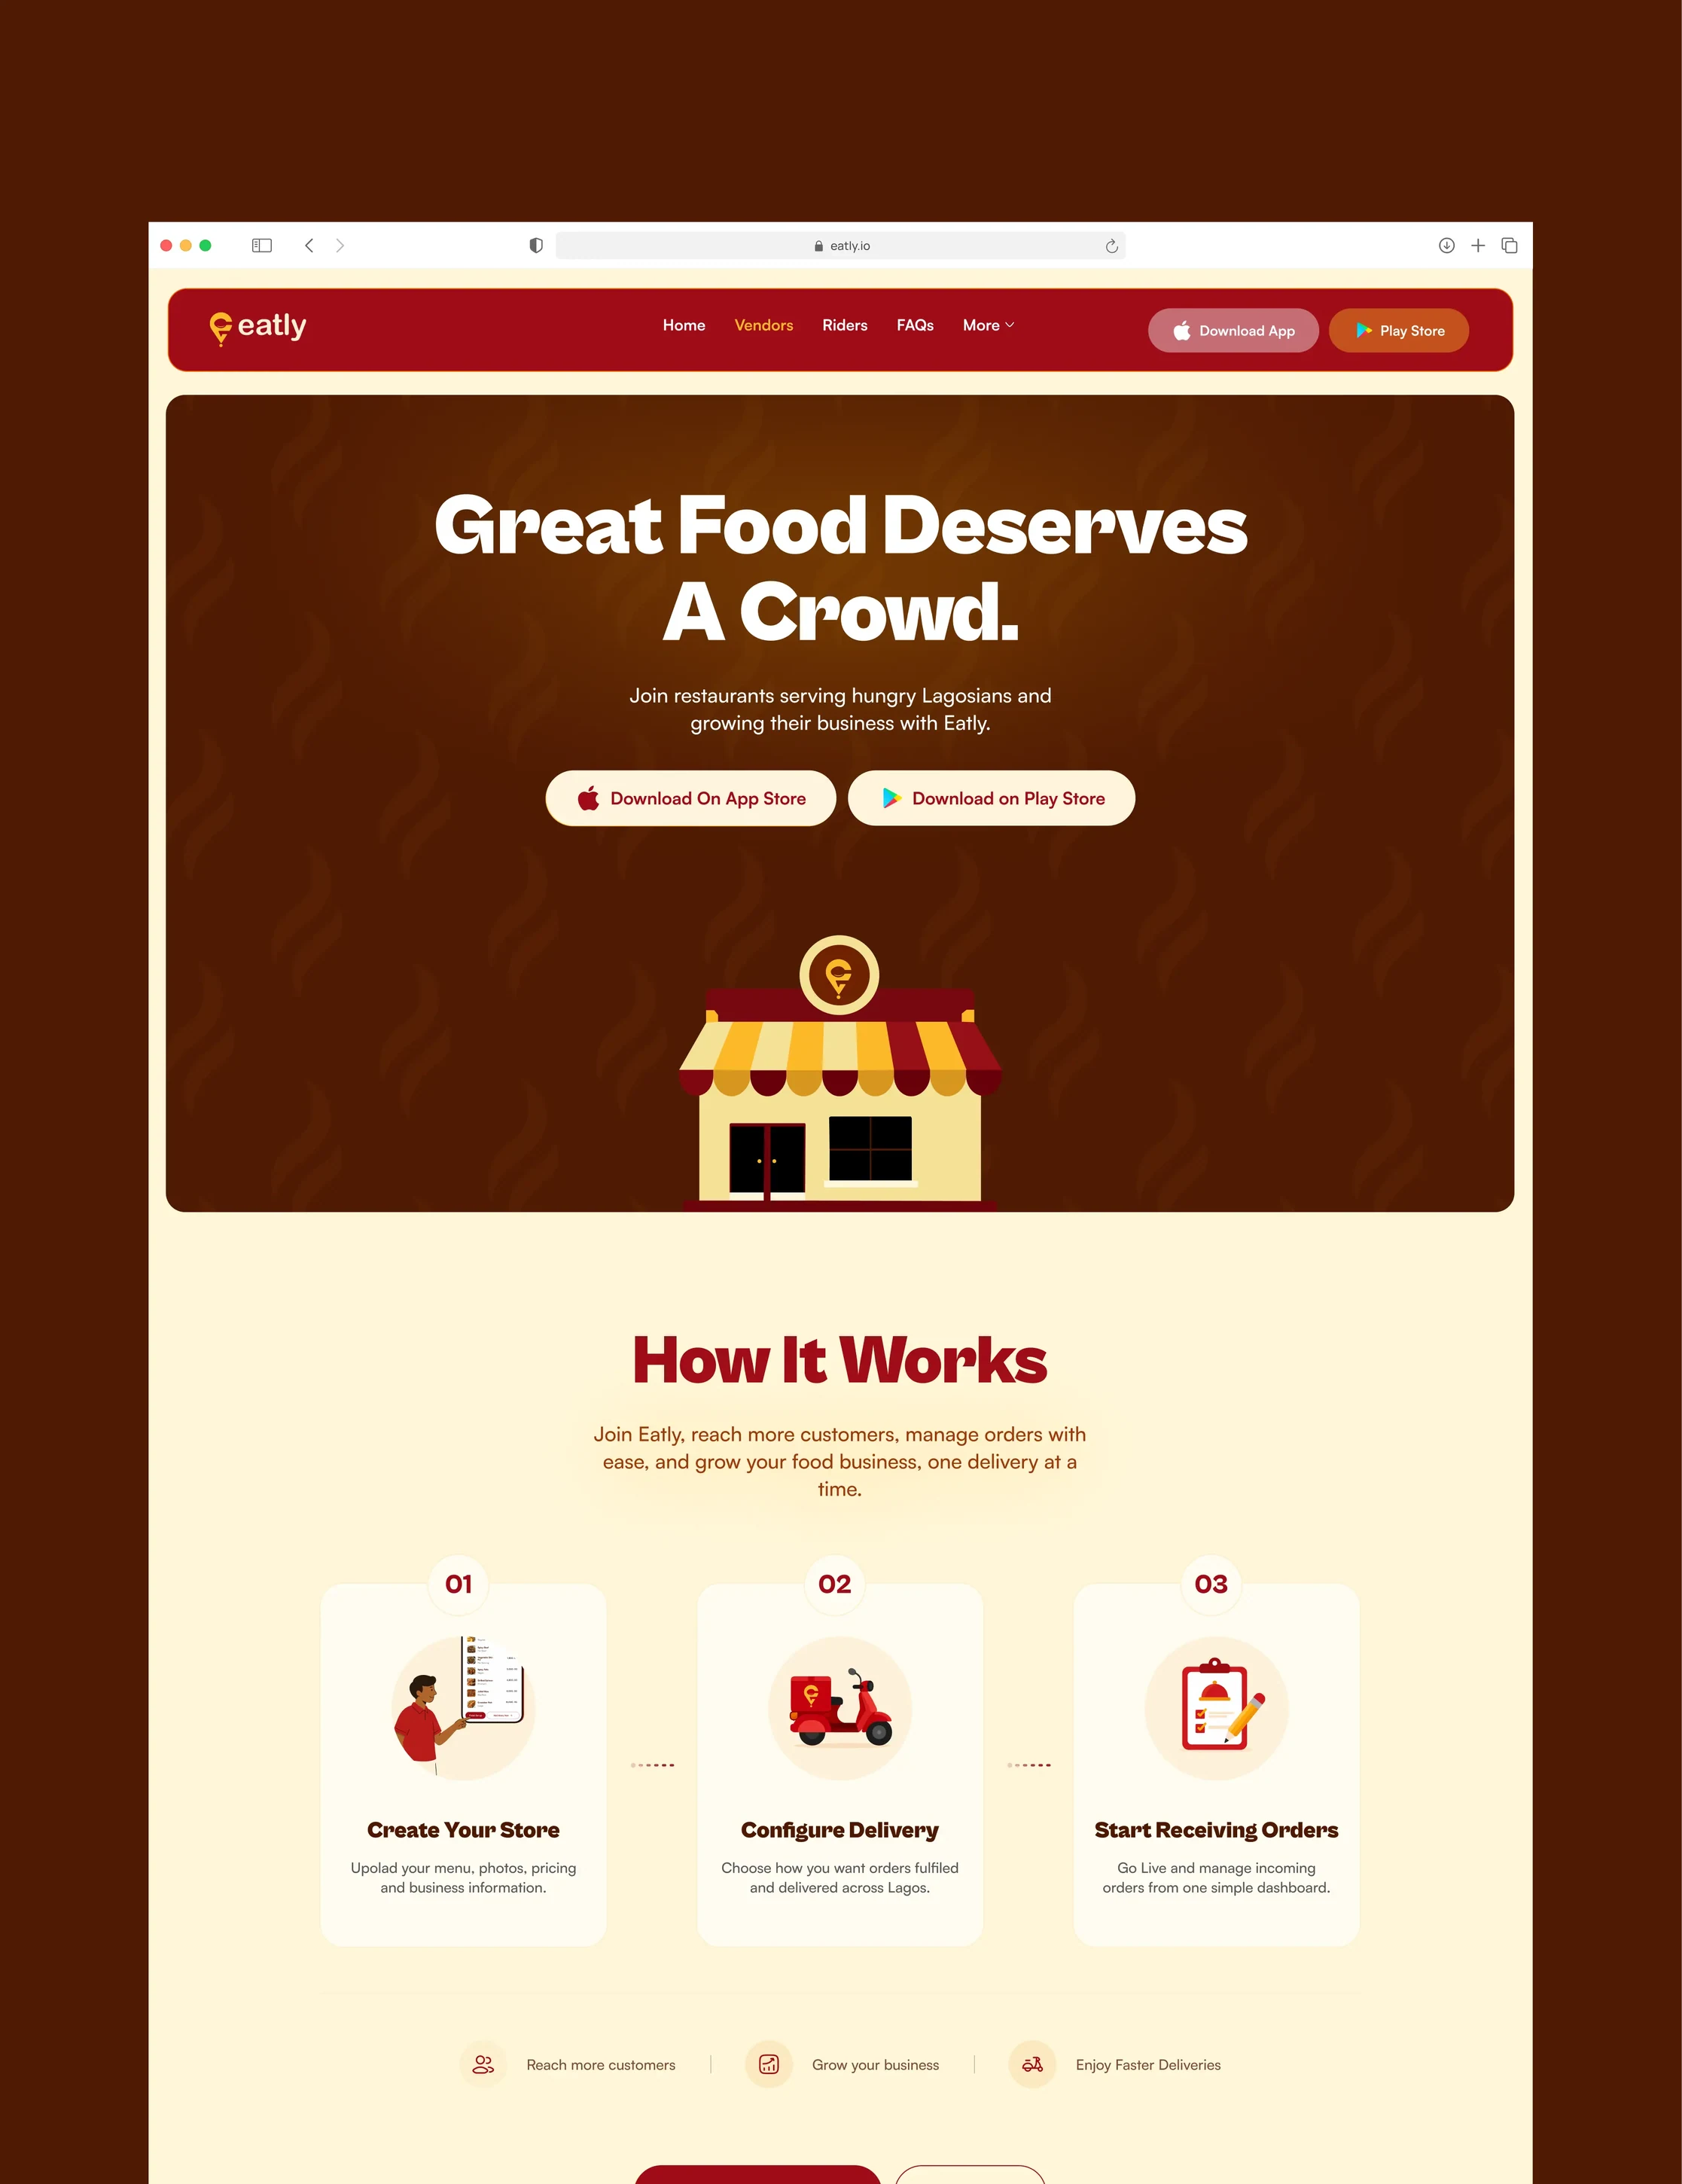 eatly.io
eatly
Home Vendors Riders FAQs More
Download App
Play Store
Great Food Deserves
A Crowd.
Join restaurants serving hungry Lagosians and
growing their business with Eatly.
Download On App Store
Download on Play Store
How It Works
Join Eatly, reach more customers, manage orders with
ease, and grow your food business, one delivery at a
time.
01
Create Your Store
Upolad your menu, photos, pricing
and business information.
02
Configure Delivery
Choose how you want orders fulfiled
and delivered across Lagos.
03
Start Receiving Orders
Go Live and manage incoming
orders from one simple dashboard.
Reach more customers
Grow your business
Enjoy Faster Deliveries